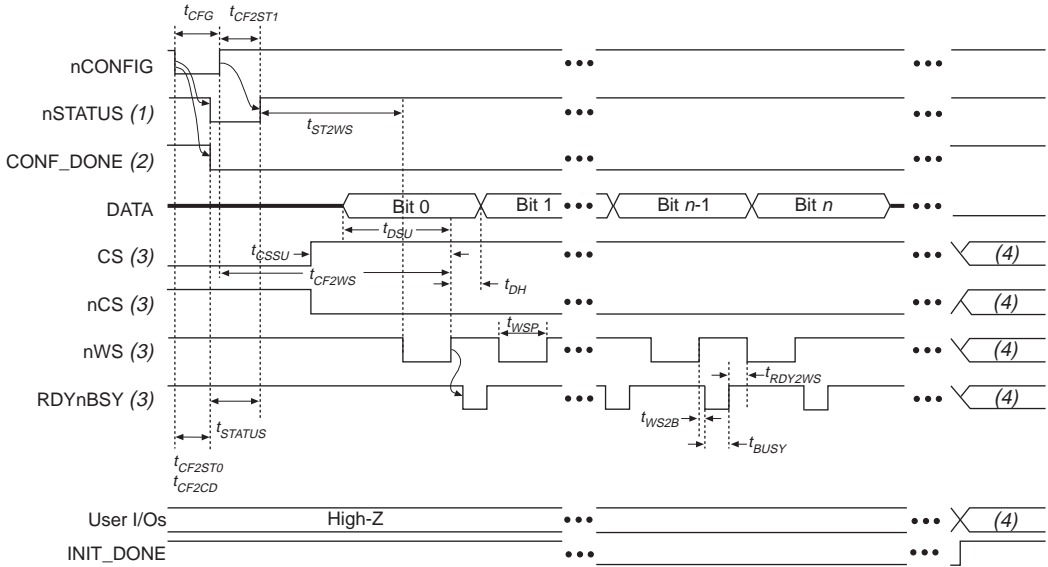 tCFG tCF2ST1
nCONFIG
nSTATUS (1)
tST2WS
CONF_DONE (2)
DATA Bit 0 Bit 1 Bit n-1 Bit n
tDSU
CS (3) tCSSU (4)
tCF2WS
tDH
nCS (3) (4)
tWSP
nWS (3) (4)
tRDY2WS
RDYnBSY (3) (4)
tWS2B
tSTATUS tBUSY
tCF2ST0
tCF2CD
User I/Os High-Z (4)
INIT_DONE